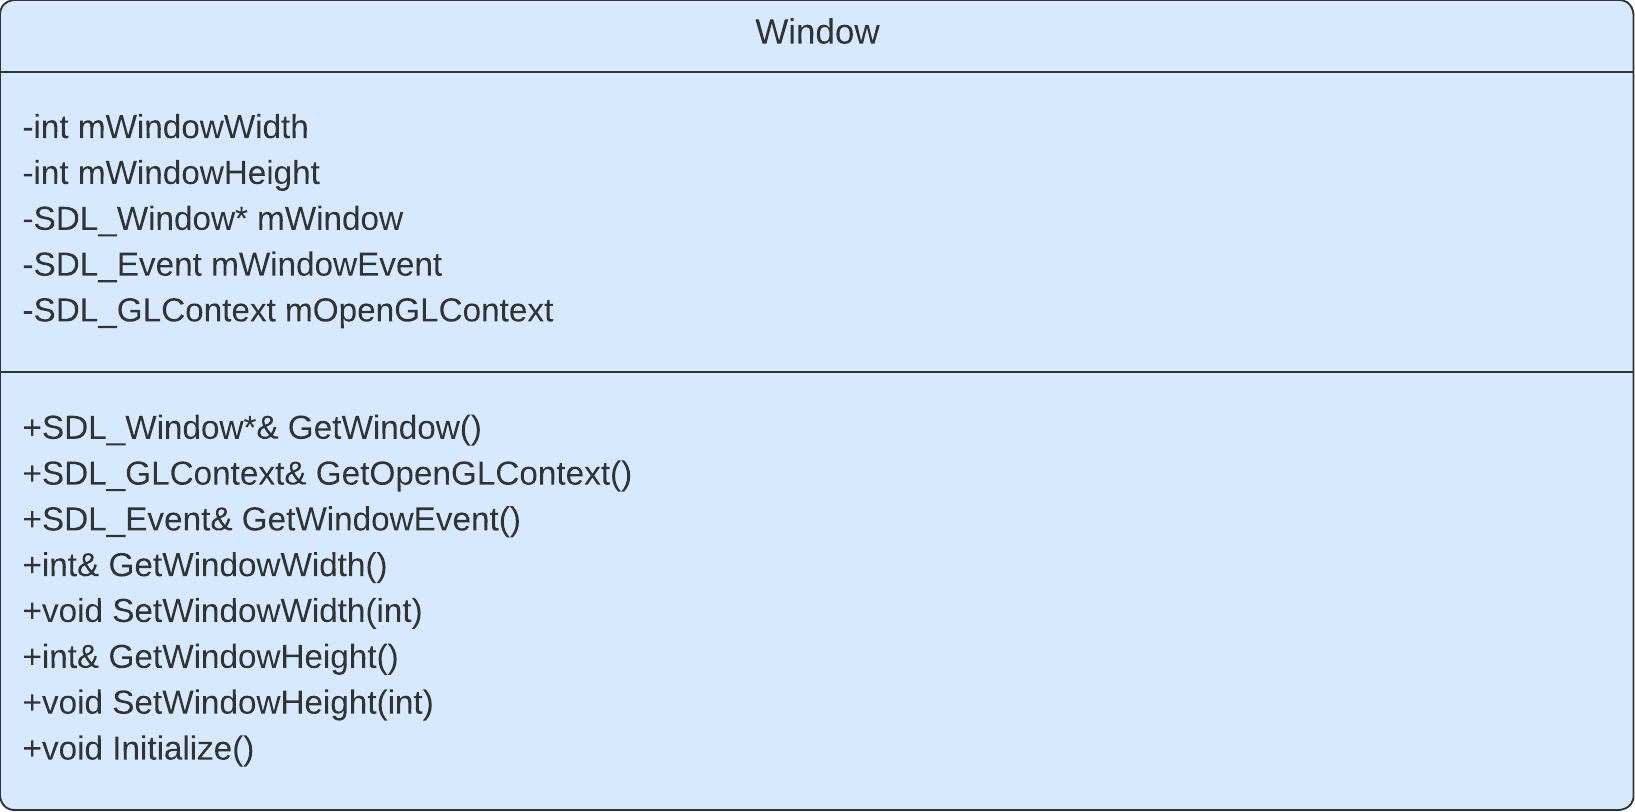 Window
-int mWindowWidth
-int mWindowHeight
-SDL_Window* mWindow
-SDL_Event mWindowEvent
-SDL_GLContext mOpenGLContext
+SDL_Window*& GetWindow()
+SDL_GLContext& GetOpenGLContext()
+SDL_Event& GetWindowEvent()
+int& GetWindowWidth()
+void SetWindowWidth(int)
+int& GetWindowHeight()
+void SetWindowHeight(int)
+void Initialize()